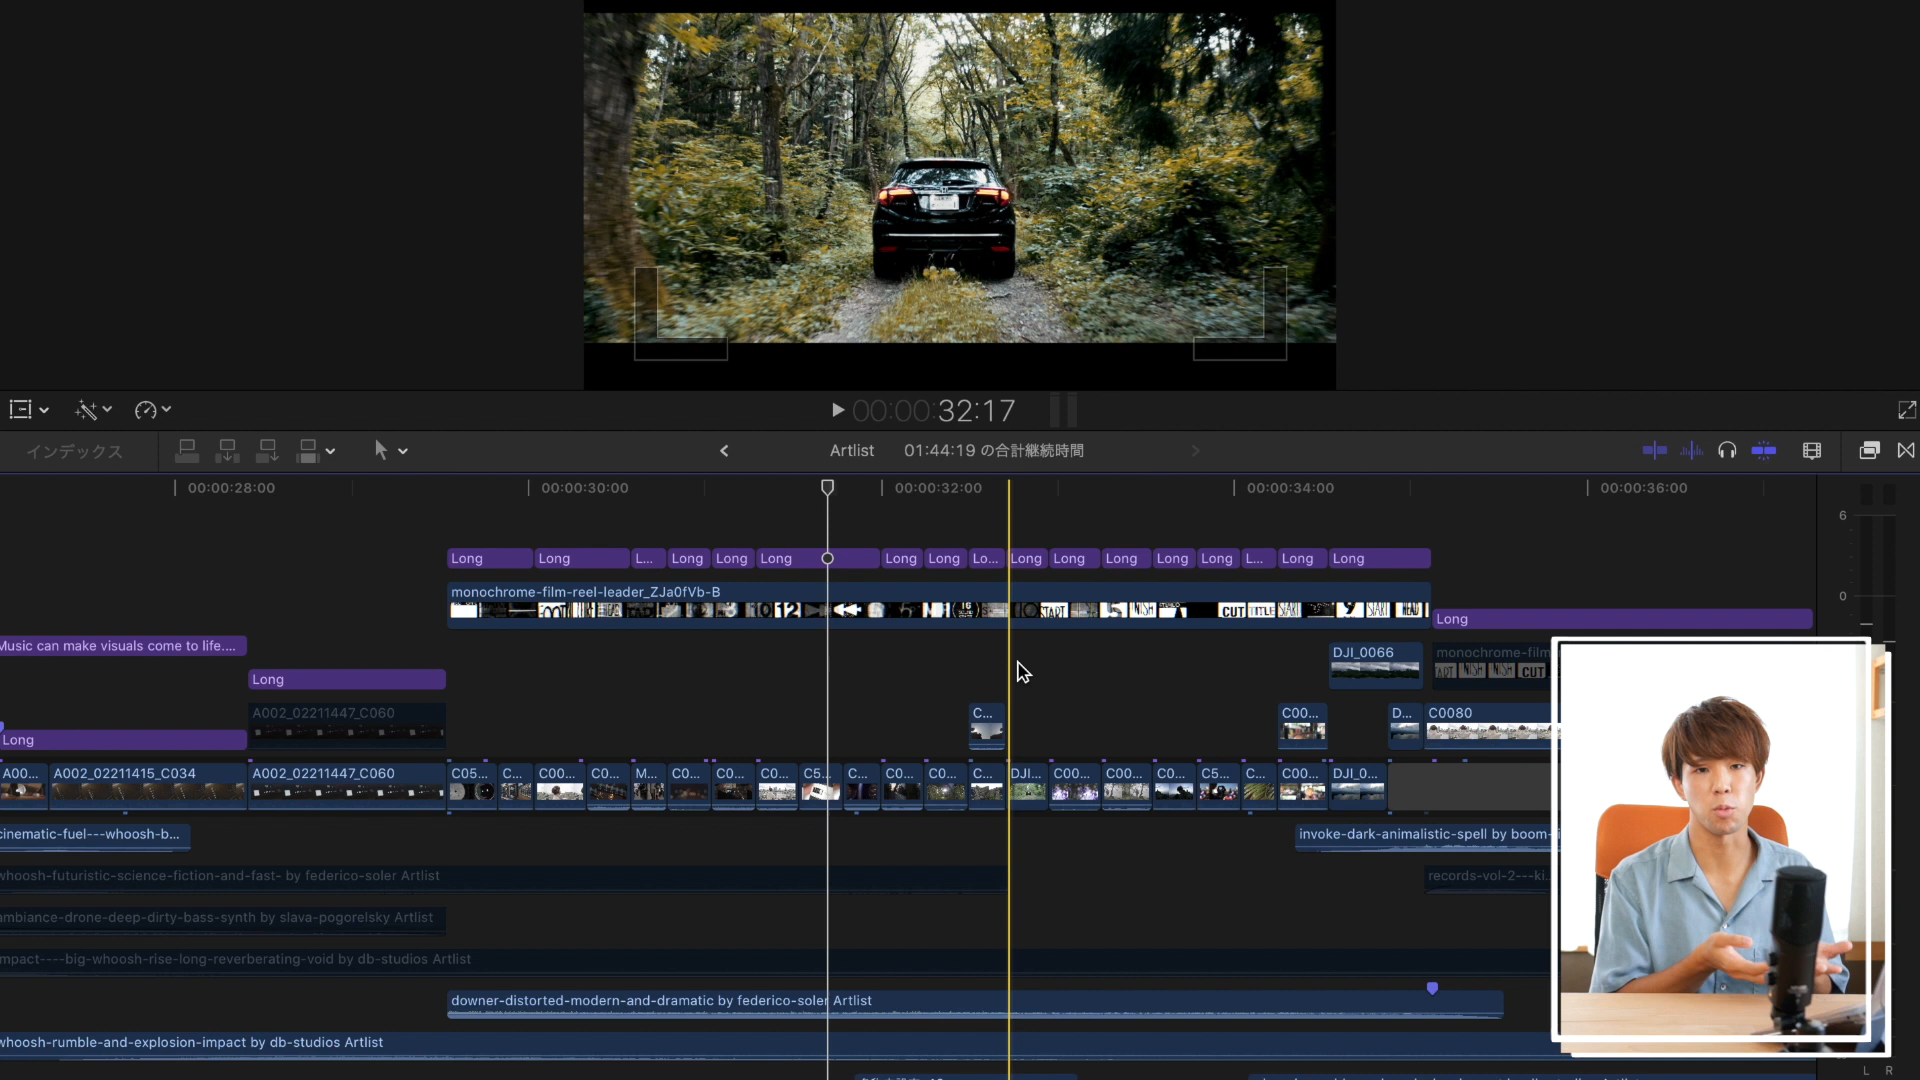 00:00:32:17
インデックス
Artlist 01:44:19 の合計継続時間
00:00:28:00 00:00:30:00 00:00:32:00 00:00:34:00 00:00:36:00
6
Long Long L... Long Long Long Long Long Lo... Long Long Long Long Long L... Long Long
monochrome-film-reel-leader_ZJa0fVb-B
0
Long
Music can make visuals come to life....
DJI_0066 monochrome-film
Long
A002_02211447_C060 C... C00... D... C0080
Long
A00... A002_02211415_C034 A002_02211447_C060 C05... C... C00... C0... M... C0... C0... C0... C5... C... C0... C0... C... DJI... C00... C00... C0... C5... C... C00... DJI_0...
cinematic-fuel---whoosh-b... invoke-dark-animalistic-spell by boom-
whoosh-futuristic-science-fiction-and-fast- by federico-soler Artlist records-vol-2---ki...
ambiance-drone-deep-dirty-bass-synth by slava-pogorelsky Artlist
impact----big-whoosh-rise-long-reverberating-void by db-studios Artlist
downer-distorted-modern-and-dramatic by federico-soler Artlist
whoosh-rumble-and-explosion-impact by db-studios Artlist
L R